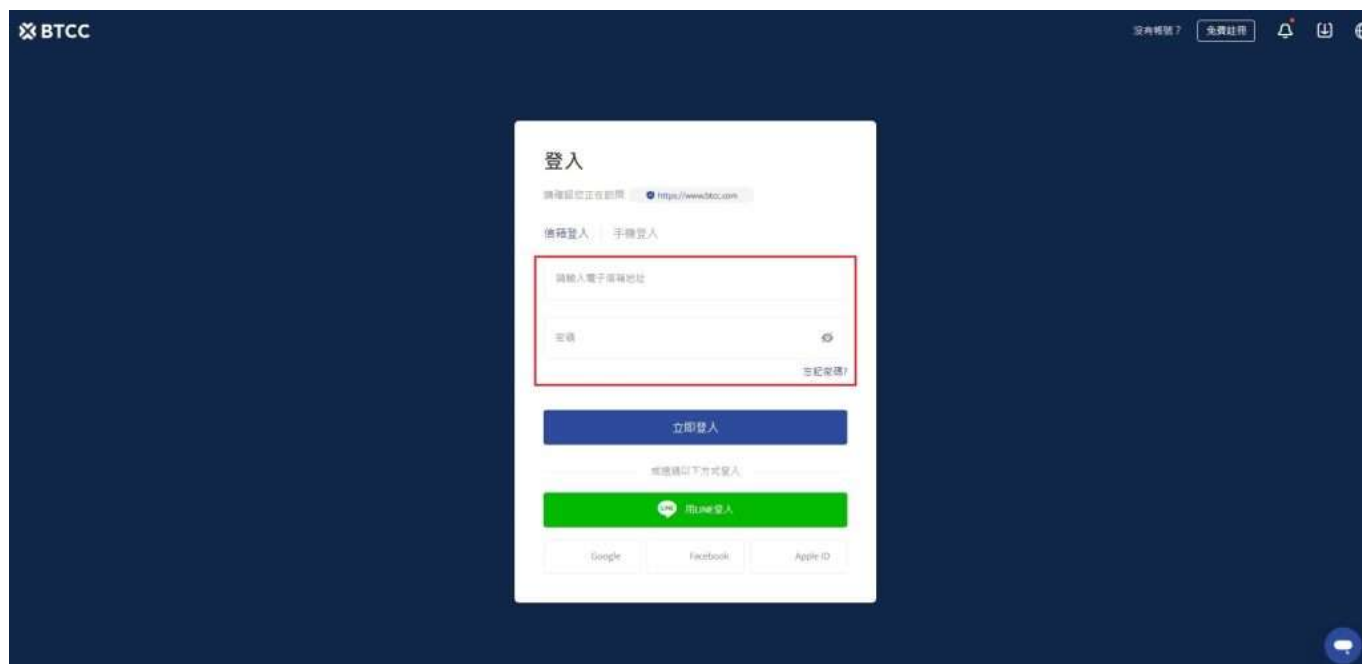 BTCC
沒有帳號？ 免費註冊
登入
請確認您正在訪問 https://www.btcc.com
信箱登入 手機登入
請輸入電子信箱地址
密碼
忘記密碼?
立即登入
或透過以下方式登入
LINE 用LINE登入
Google Facebook Apple ID